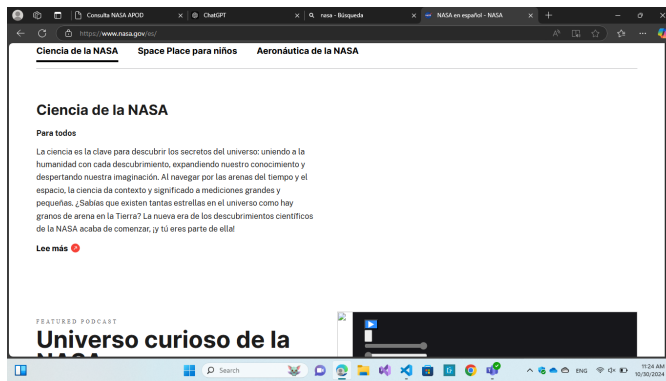 Consulta NASA APOD
ChatGPT
nasa - Búsqueda
NASA en español - NASA
https://www.nasa.gov/es/
Ciencia de la NASA Space Place para niños Aeronáutica de la NASA
Ciencia de la NASA
Para todos
La ciencia es la clave para descubrir los secretos del universo: uniendo a la
humanidad con cada descubrimiento, expandiendo nuestro conocimiento y
despertando nuestra imaginación. Al navegar por las arenas del tiempo y el
espacio, la ciencia da contexto y significado a mediciones grandes y
pequeñas. ¿Sabías que existen tantas estrellas en el universo como hay
granos de arena en la Tierra? La nueva era de los descubrimientos científicos
de la NASA acaba de comenzar, ¡y tú eres parte de ella!
Lee más
FEATURED PODCAST
Universo curioso de la
NASA
Search
ENG
11:24 AM
10/30/2024